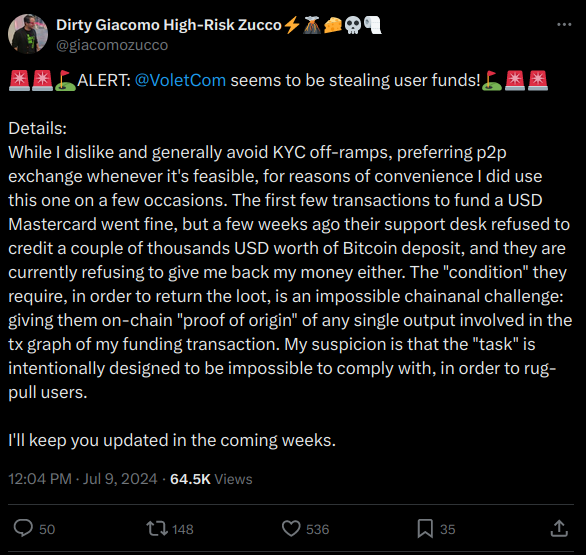 Dirty Giacomo High-Risk Zucco⚡🌋🧀💀🧻
@giacomozucco
🚨🚨⛳ALERT: @VoletCom seems to be stealing user funds!⛳🚨🚨
Details:
While I dislike and generally avoid KYC off-ramps, preferring p2p
exchange whenever it's feasible, for reasons of convenience I did use
this one on a few occasions. The first few transactions to fund a USD
Mastercard went fine, but a few weeks ago their support desk refused to
credit a couple of thousands USD worth of Bitcoin deposit, and they are
currently refusing to give me back my money either. The "condition" they
require, in order to return the loot, is an impossible chainanal challenge:
giving them on-chain "proof of origin" of any single output involved in the
tx graph of my funding transaction. My suspicion is that the "task" is
intentionally designed to be impossible to comply with, in order to rug-
pull users.
I'll keep you updated in the coming weeks.
12:04 PM · Jul 9, 2024 · 64.5K Views
50 148 536 35